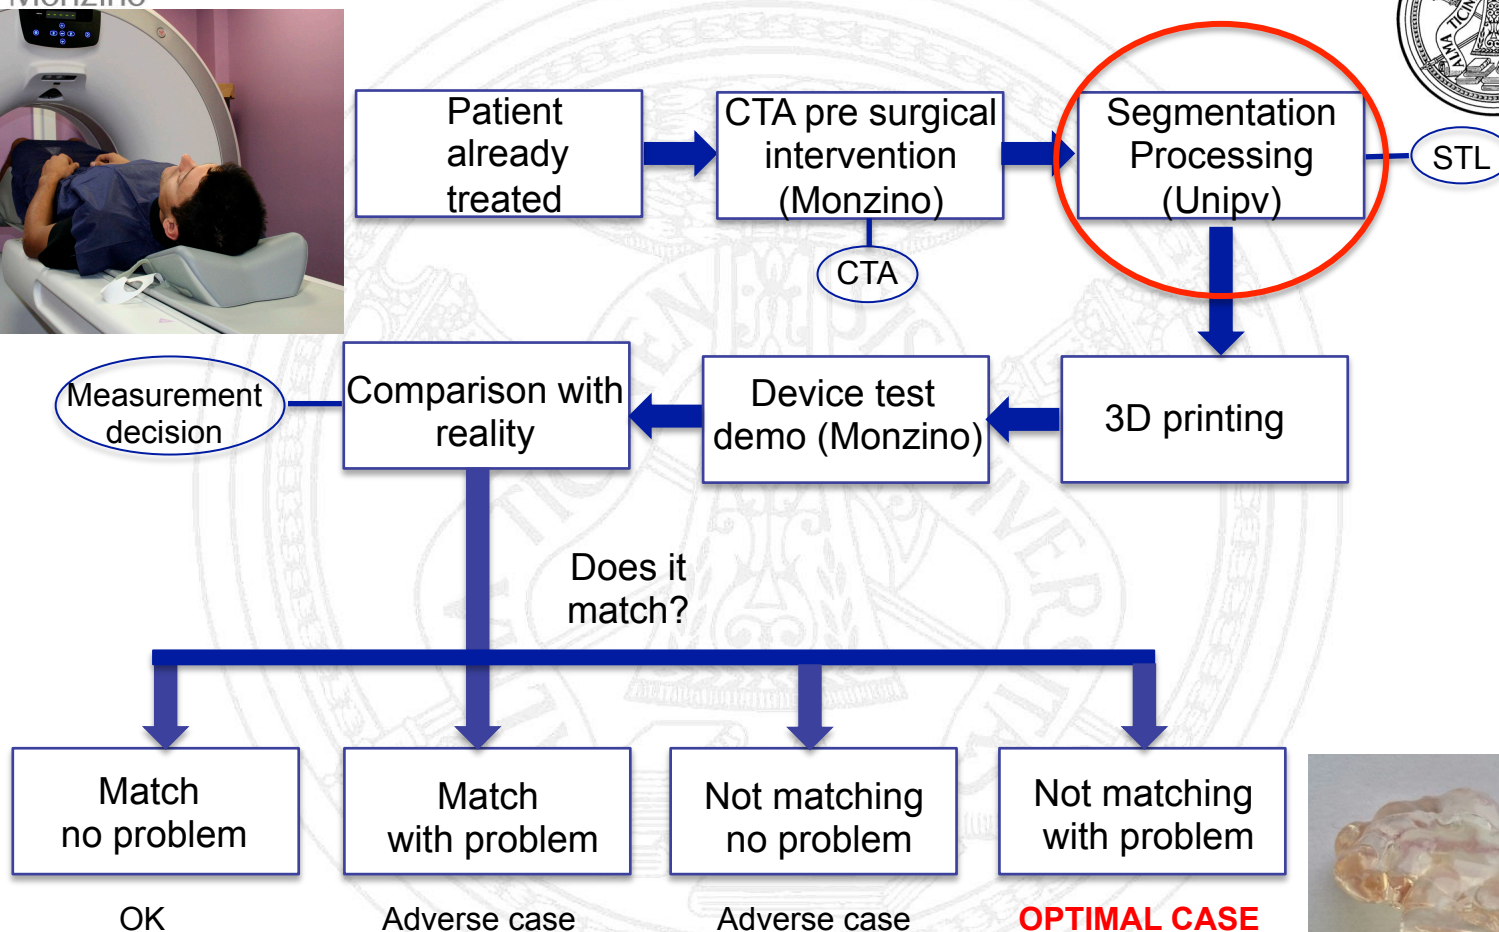 Monzino
Patient
already
treated
CTA pre surgical
intervention
(Monzino)
Segmentation
Processing
(Unipv)
STL
CTA
Measurement
decision
Comparison with
reality
Device test
demo (Monzino)
3D printing
Does it
match?
Match
no problem
Match
with problem
Not matching
no problem
Not matching
with problem
OK
Adverse case
Adverse case
OPTIMAL CASE